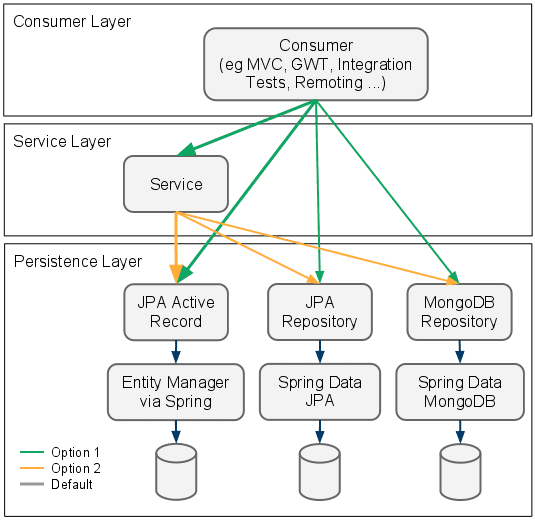 Consumer Layer
Consumer
(eg MVC, GWT, Integration
Tests, Remoting ...)
Service Layer
Service
Persistence Layer
JPA Active
Record
JPA
Repository
MongoDB
Repository
Entity Manager
via Spring
Spring Data
JPA
Spring Data
MongoDB
Option 1
Option 2
Default